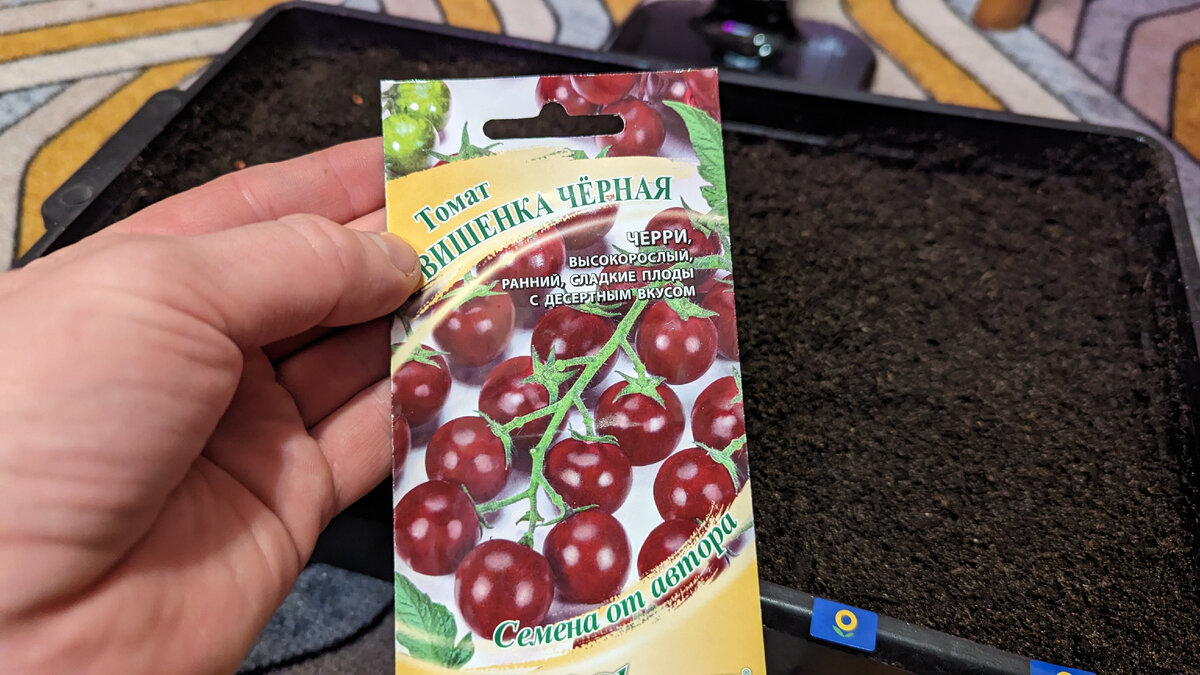 Томат
ВИШЕНКА ЧЁРНАЯ
ЧЕРРИ,
ВЫСОКОРОСЛЫЙ,
РАННИЙ, СЛАДКИЕ ПЛОДЫ
С ДЕСЕРТНЫМ ВКУСОМ
Семена от автора
®